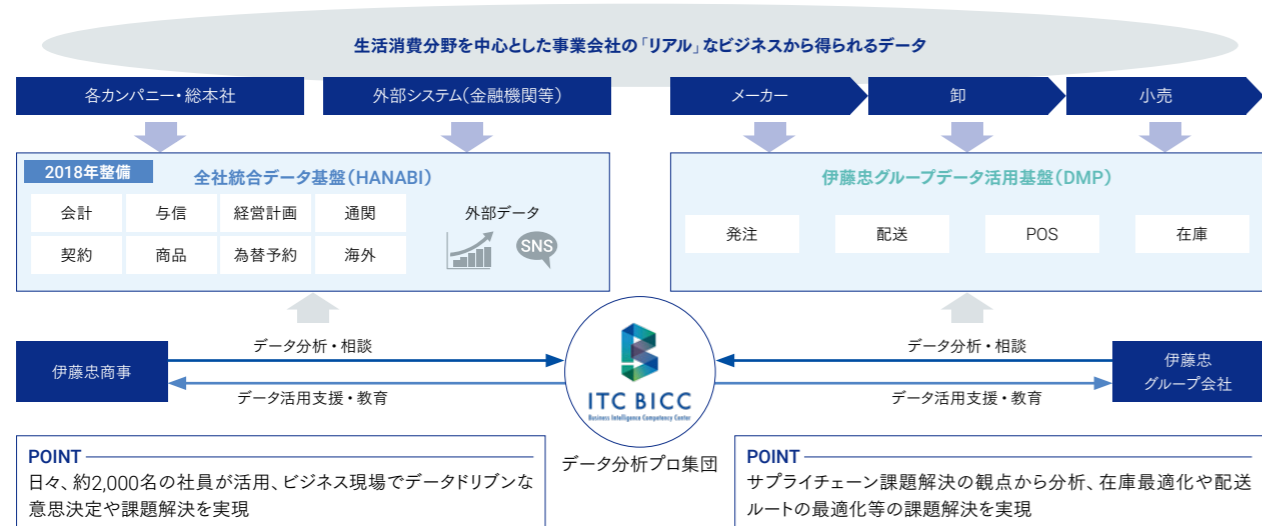 生活消費分野を中心とした事業会社の「リアル」なビジネスから得られるデータ
各カンパニー・総本社
外部システム(金融機関等)
メーカー
卸
小売
2018年整備
全社統合データ基盤(HANABI)
会計
与信
経営計画
通関
契約
商品
為替予約
海外
外部データ
SNS
伊藤忠グループデータ活用基盤(DMP)
発注
配送
POS
在庫
伊藤忠商事
データ分析・相談
データ活用支援・教育
ITC BICC
Business Intelligence Competency Center
データ分析プロ集団
データ分析・相談
データ活用支援・教育
伊藤忠
グループ会社
POINT
日々、約2,000名の社員が活用、ビジネス現場でデータドリブンな
意思決定や課題解決を実現
POINT
サプライチェーン課題解決の観点から分析、在庫最適化や配送
ルートの最適化等の課題解決を実現